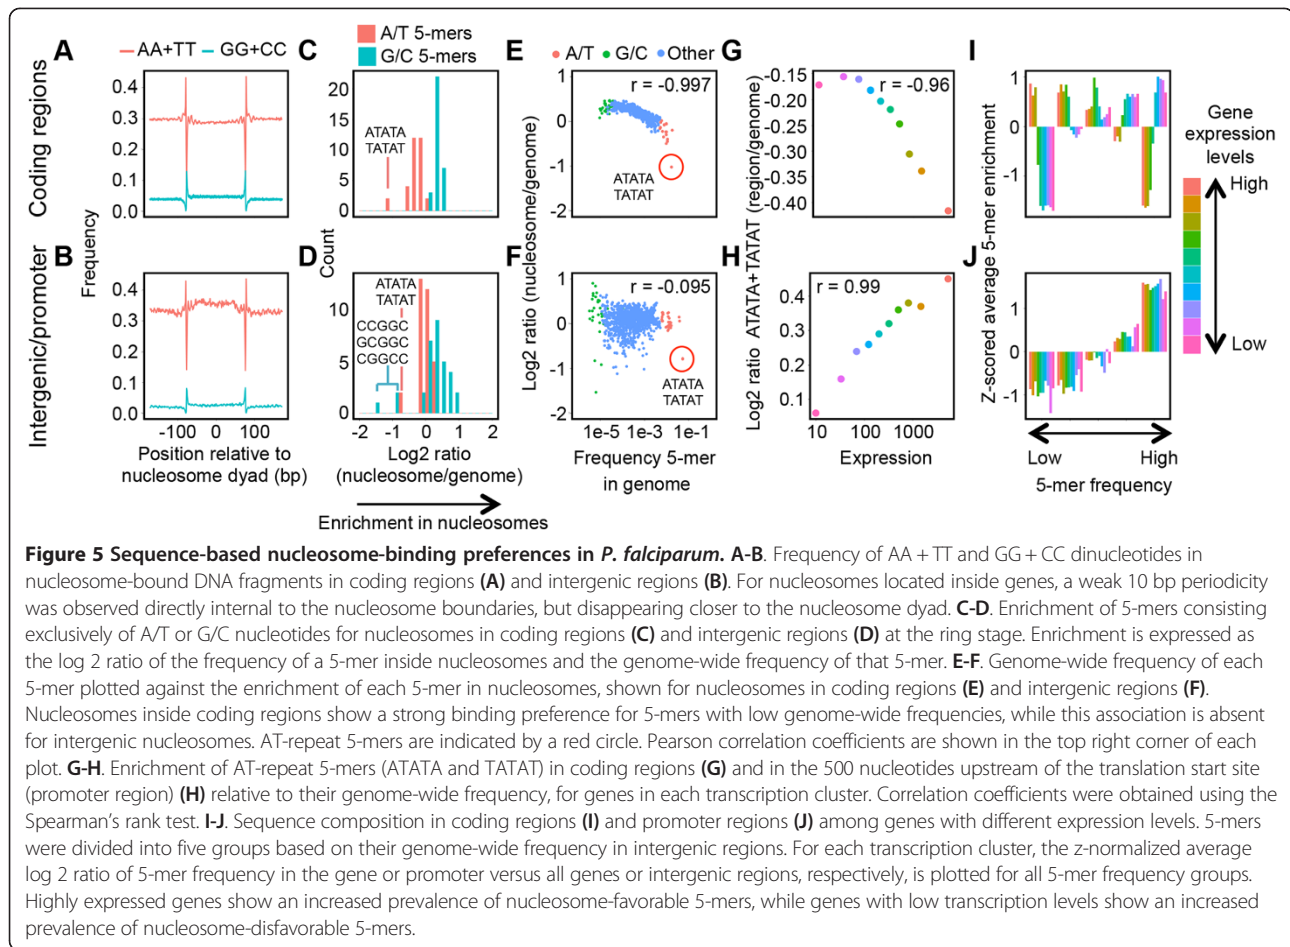 A
AA+TT
GG+CC
C
A/T 5-mers
G/C 5-mers
E
A/T
G/C
Other
G
I
Coding regions
Frequency
0.4
0.3
0.2
0.1
0.0
Count
20
15
10
5
0
ATATA
TATAT
Log2 ratio (nucleosome/genome)
1
0
-1
-2
r = -0.997
ATATA
TATAT
Log2 ratio ATATA+TATAT (region/genome)
-0.15
-0.20
-0.25
-0.30
-0.35
-0.40
r = -0.96
Z-scored average 5-mer enrichment
1
0
-1
Gene
expression
levels
High
Low
B
D
F
H
J
Intergenic/promoter
0.4
0.3
0.2
0.1
0.0
-100 0 100
Position relative to
nucleosome dyad (bp)
10
5
0
ATATA
TATAT
CCGGC
GCGGC
CGGCC
-2 -1 0 1 2
Log2 ratio
(nucleosome/genome)
Enrichment in nucleosomes
1
0
-1
-2
r = -0.095
ATATA
TATAT
1e-5 1e-3 1e-1
Frequency 5-mer
in genome
0.4
0.3
0.2
0.1
r = 0.99
10 100 1000
Expression
1
0
-1
Low High
5-mer frequency
Figure 5 Sequence-based nucleosome-binding preferences in P. falciparum. A-B. Frequency of AA + TT and GG + CC dinucleotides in
nucleosome-bound DNA fragments in coding regions (A) and intergenic regions (B). For nucleosomes located inside genes, a weak 10 bp periodicity
was observed directly internal to the nucleosome boundaries, but disappearing closer to the nucleosome dyad. C-D. Enrichment of 5-mers consisting
exclusively of A/T or G/C nucleotides for nucleosomes in coding regions (C) and intergenic regions (D) at the ring stage. Enrichment is expressed as
the log 2 ratio of the frequency of a 5-mer inside nucleosomes and the genome-wide frequency of that 5-mer. E-F. Genome-wide frequency of each
5-mer plotted against the enrichment of each 5-mer in nucleosomes, shown for nucleosomes in coding regions (E) and intergenic regions (F).
Nucleosomes inside coding regions show a strong binding preference for 5-mers with low genome-wide frequencies, while this association is absent
for intergenic nucleosomes. AT-repeat 5-mers are indicated by a red circle. Pearson correlation coefficients are shown in the top right corner of each
plot. G-H. Enrichment of AT-repeat 5-mers (ATATA and TATAT) in coding regions (G) and in the 500 nucleotides upstream of the translation start site
(promoter region) (H) relative to their genome-wide frequency, for genes in each transcription cluster. Correlation coefficients were obtained using the
Spearman's rank test. I-J. Sequence composition in coding regions (I) and promoter regions (J) among genes with different expression levels. 5-mers
were divided into five groups based on their genome-wide frequency in intergenic regions. For each transcription cluster, the z-normalized average
log 2 ratio of 5-mer frequency in the gene or promoter versus all genes or intergenic regions, respectively, is plotted for all 5-mer frequency groups.
Highly expressed genes show an increased prevalence of nucleosome-favorable 5-mers, while genes with low transcription levels show an increased
prevalence of nucleosome-disfavorable 5-mers.